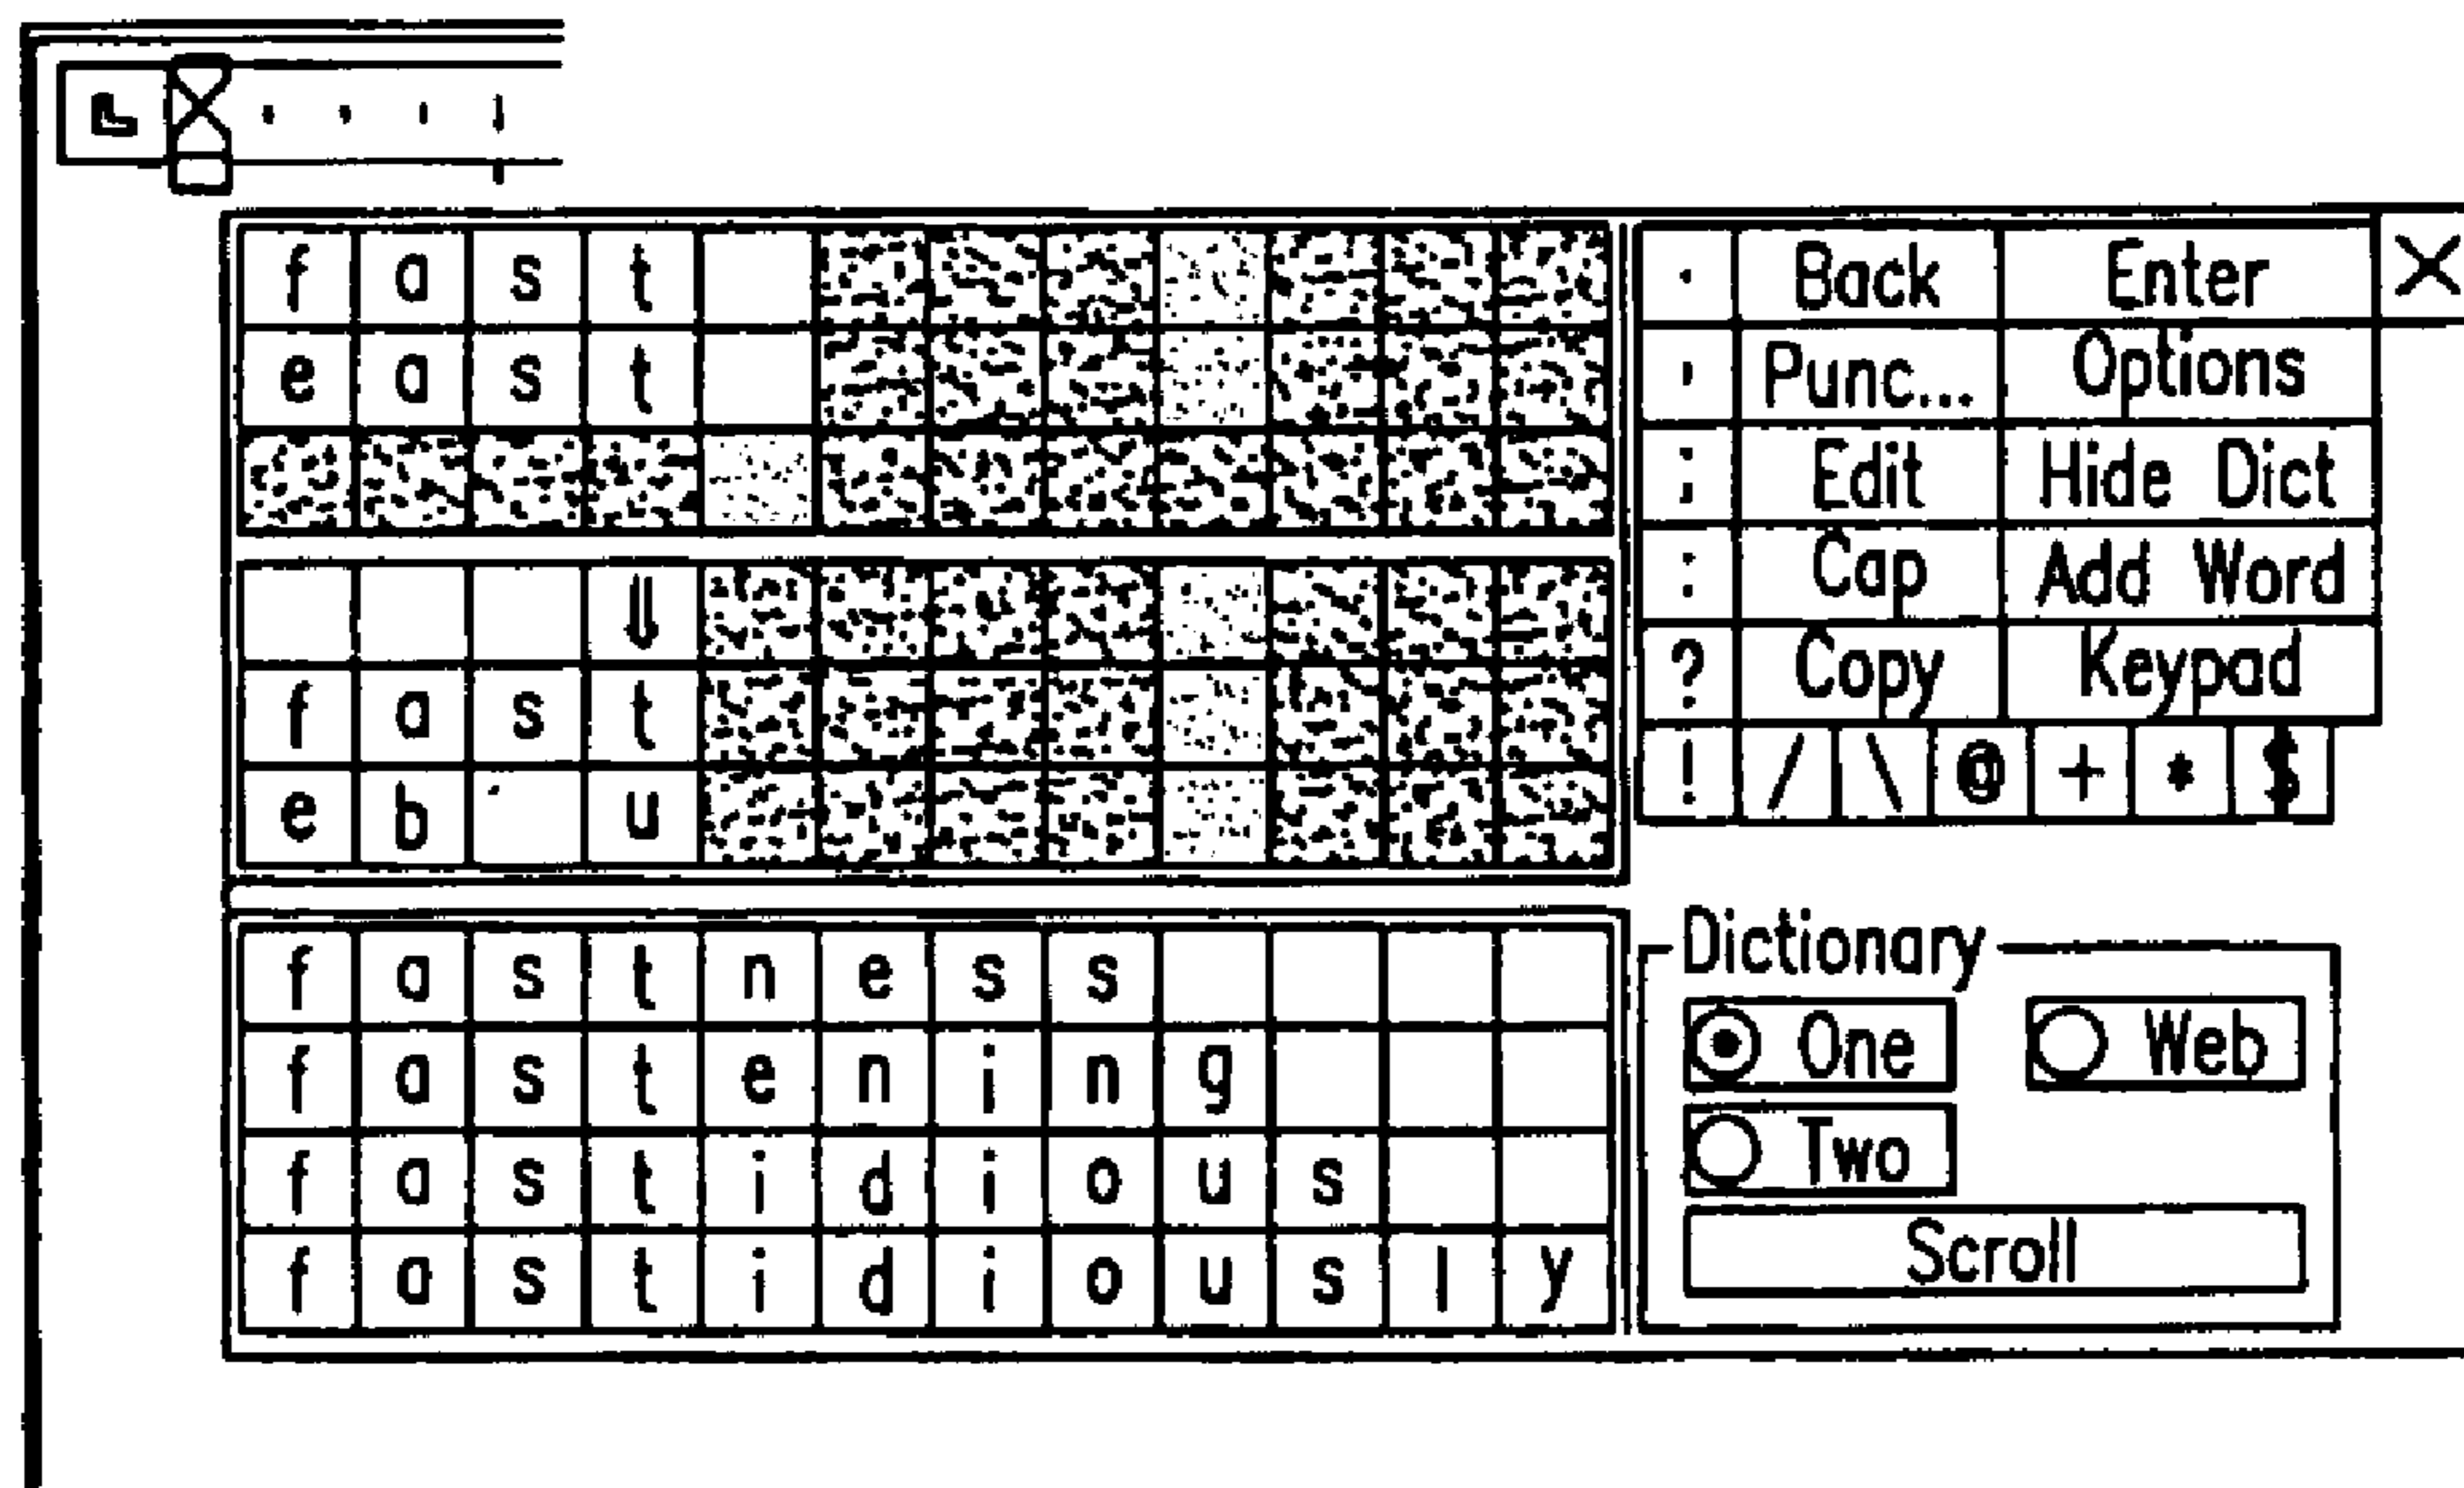 f a s t
e a s t
⇓
f a s t
e b ' u
f a s t n e s s
f a s t e n i n g
f a s t i d i o u s
f a s t i d i o u s l y
. Back Enter X
, Punc... Options
; Edit Hide Dict
: Cap Add Word
? Copy Keypad
! / \ @ + * $
Dictionary
One Web
Two
Scroll